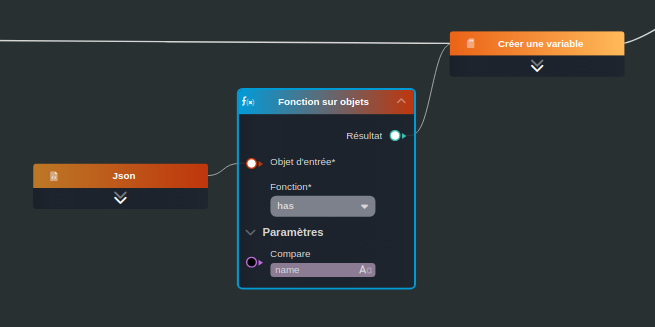 Créer une variable
f(x)
Fonction sur objets
Résultat
Objet d'entrée*
Json
Fonction*
has
Paramètres
Compare
name